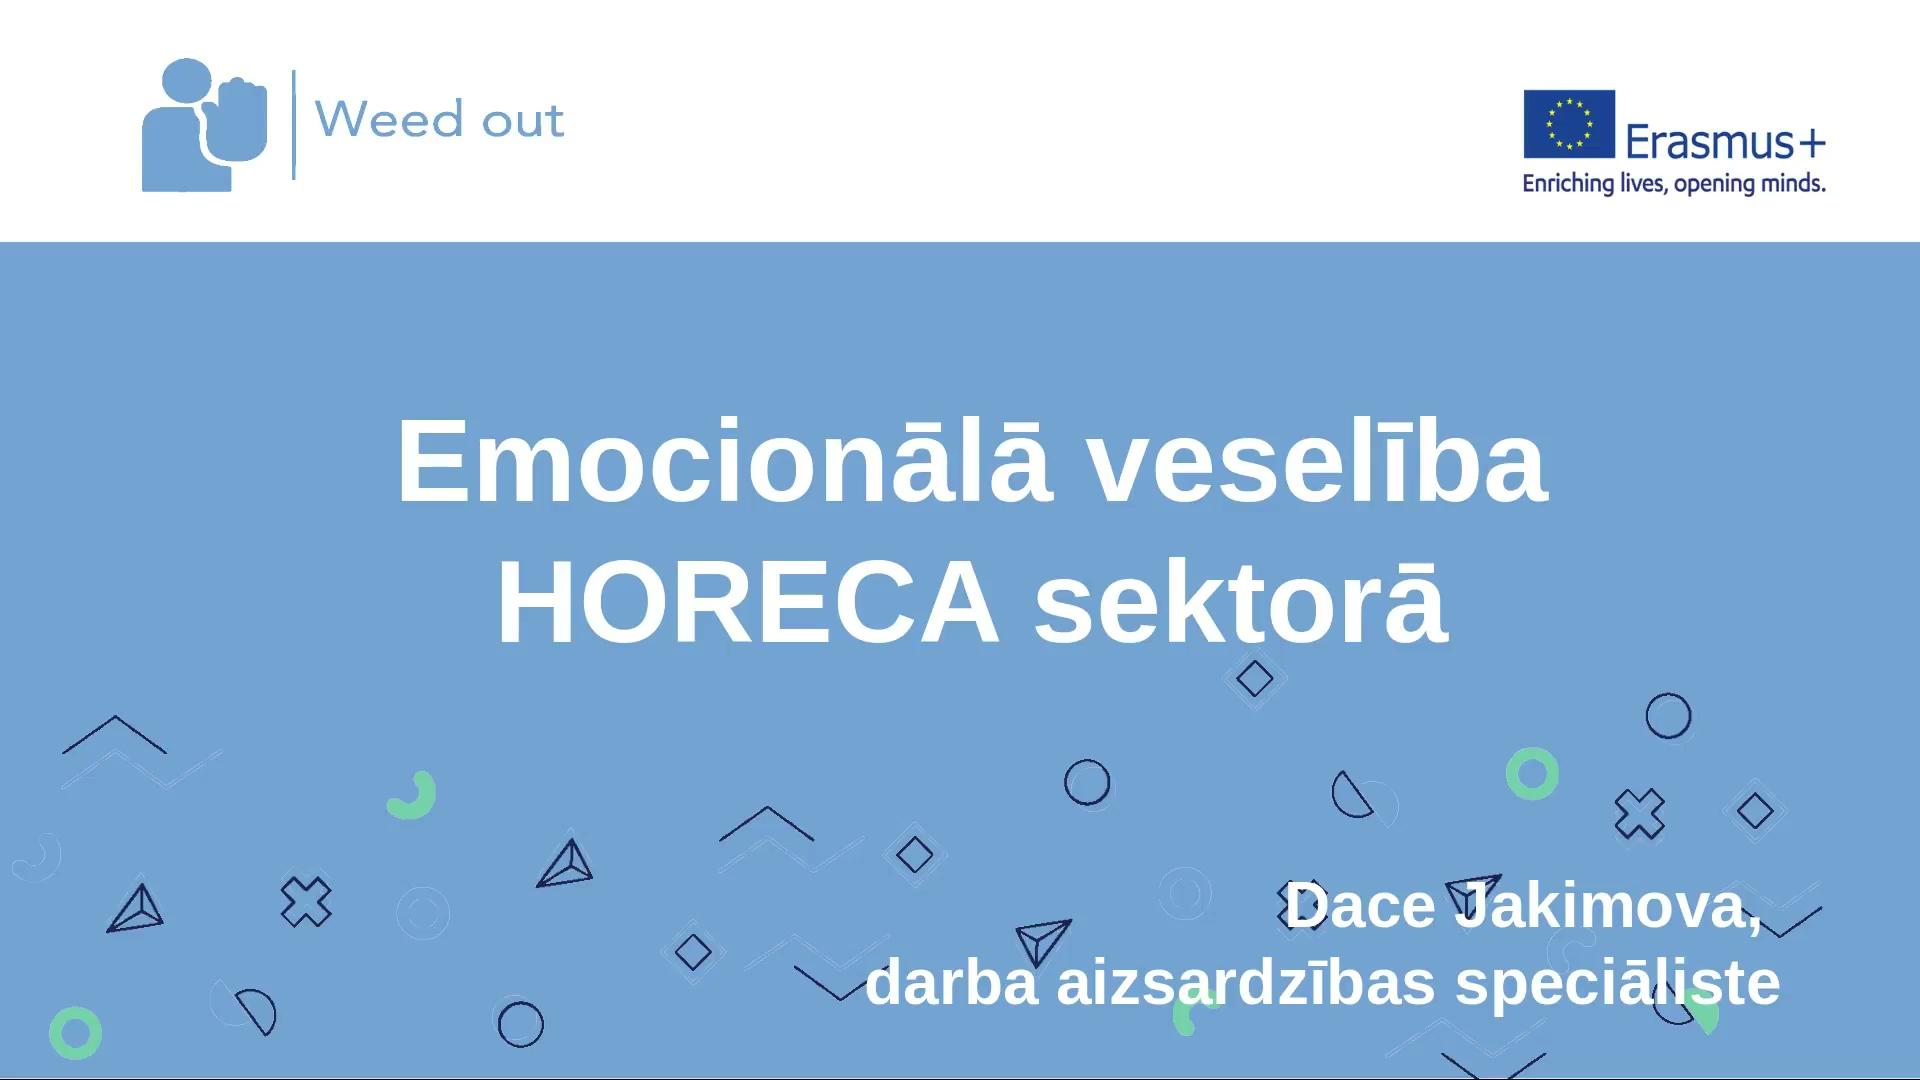 Weed out
Erasmus+
Enriching lives, opening minds.
Emocionālā veselība
HORECA sektorā
Dace Jakimova,
darba aizsardzības speciāliste